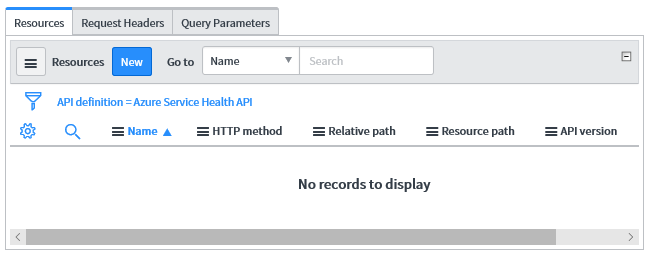 Resources Request Headers Query Parameters
Resources New Go to Name Search
API definition = Azure Service Health API
Name HTTP method Relative path Resource path API version
No records to display